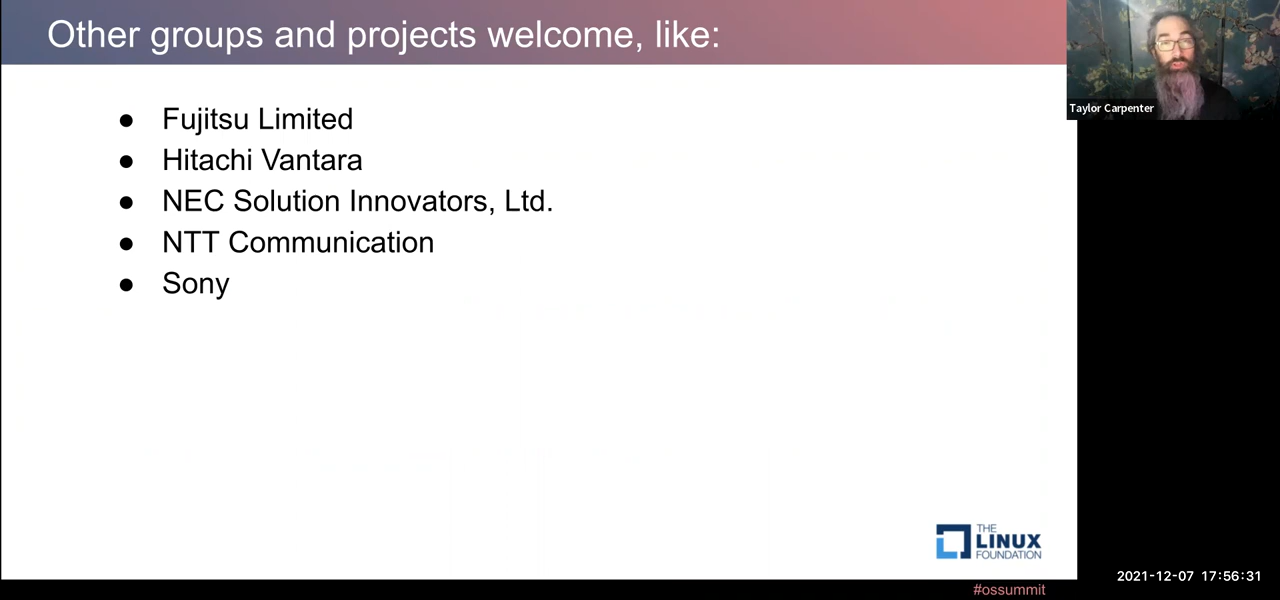 Other groups and projects welcome, like:
Taylor Carpenter
● Fujitsu Limited
● Hitachi Vantara
● NEC Solution Innovators, Ltd.
● NTT Communication
● Sony
THE
LINUX
FOUNDATION
2021-12-07 17:56:31
#ossummit